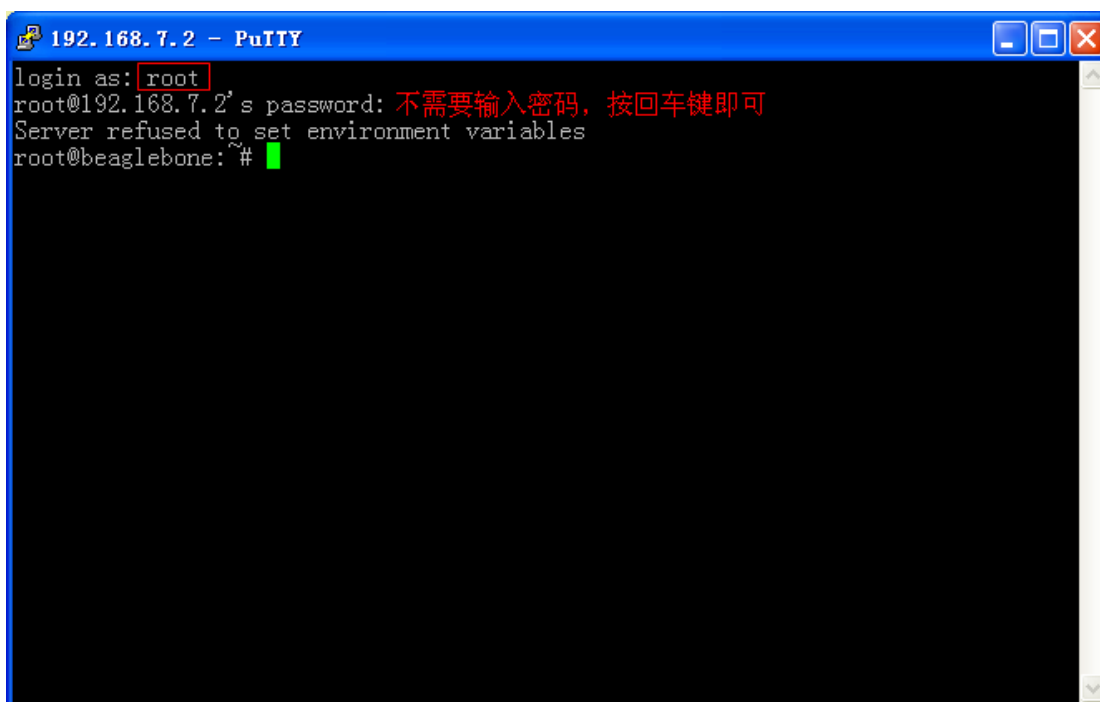 192.168.7.2 - PuTTY
login as: root
root@192.168.7.2's password: 不需要输入密码，按回车键即可
Server refused to set environment variables
root@beaglebone:~#